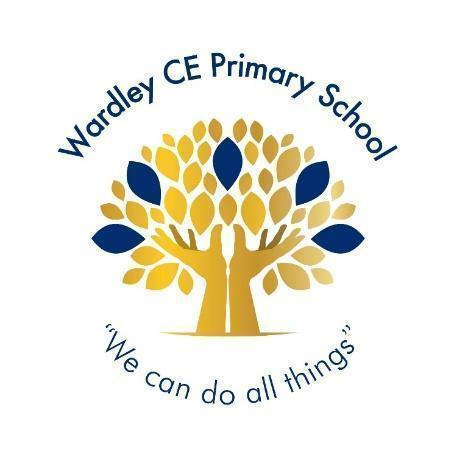 Wardley CE Primary School
“We can do all things”